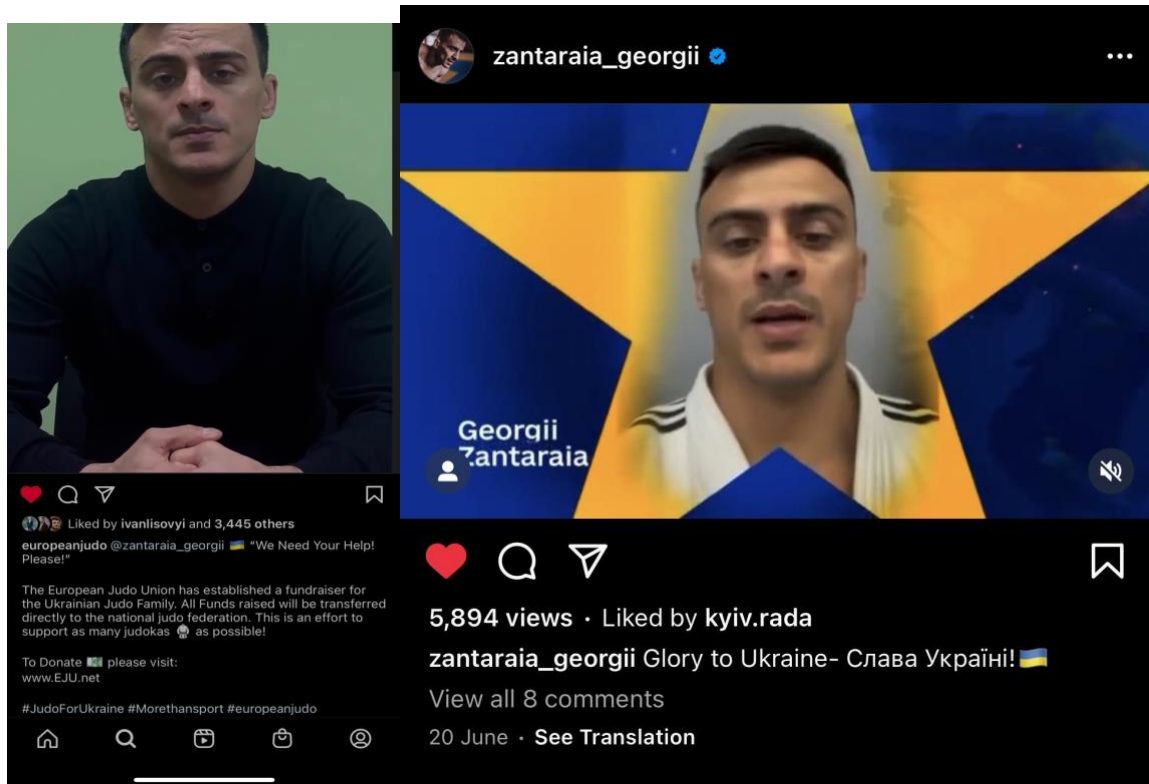 Liked by ivanlisovyi and 3,445 others
europeanjudo @zantaraia_georgii 🇺🇦 “We Need Your Help!
Please!”
The European Judo Union has established a fundraiser for
the Ukrainian Judo Family. All Funds raised will be transferred
directly to the national judo federation. This is an effort to
support as many judokas 🥋 as possible!
To Donate 💵 please visit:
www.EJU.net
#JudoForUkraine #Morethansport #europeanjudo
zantaraia_georgii
Georgii
Zantaraia
5,894 views · Liked by kyiv.rada
zantaraia_georgii Glory to Ukraine- Слава Україні!🇺🇦
View all 8 comments
20 June · See Translation